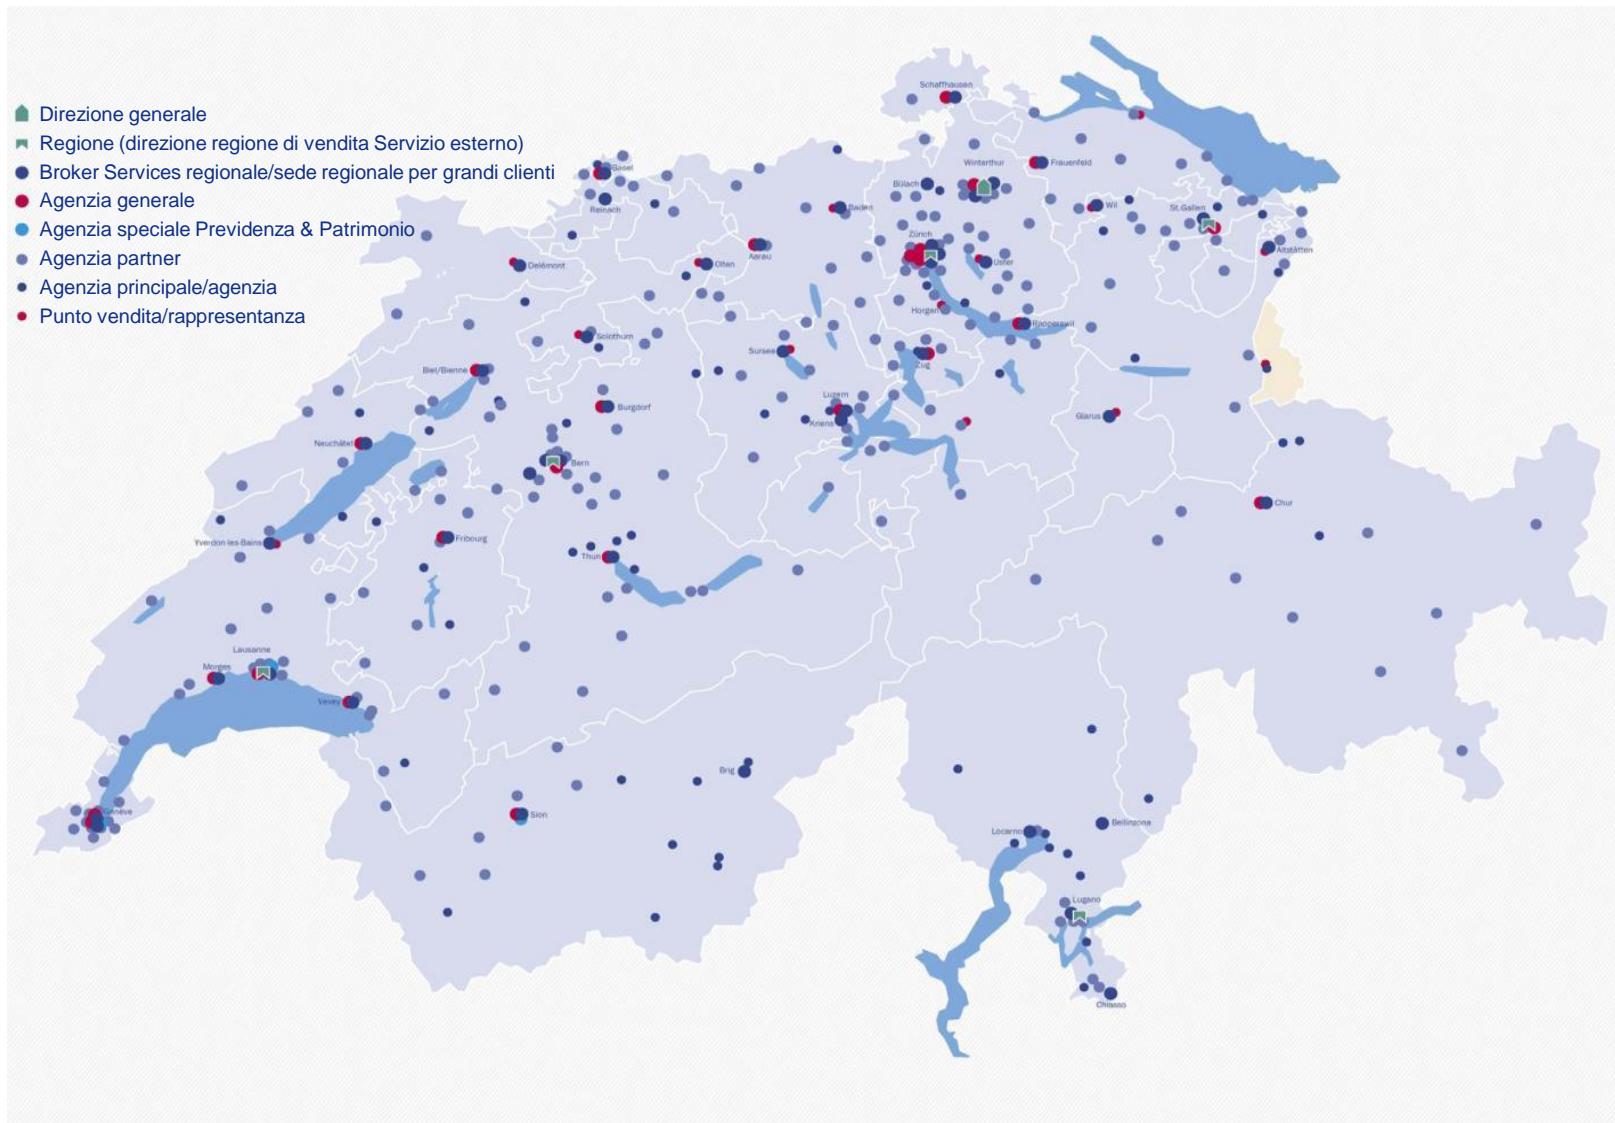 Direzione generale
Regione (direzione regione di vendita Servizio esterno)
Broker Services regionale/sede regionale per grandi clienti
Agenzia generale
Agenzia speciale Previdenza & Patrimonio
Agenzia partner
Agenzia principale/agenzia
Punto vendita/rappresentanza
Schaffhausen
Basel
Reinach
Winterthur
Bülach
Frauenfeld
Baden
Wil
St.Gallen
Altstätten
Zürich
Aarau
Delémont
Olten
Uster
Horgen
Rapperswil
Solothurn
Sursee
Zug
Biel/Bienne
Burgdorf
Luzern
Kriens
Glarus
Neuchâtel
Bern
Chur
Yverdon-les-Bains
Fribourg
Thun
Lausanne
Morges
Vevey
Brig
Genève
Sion
Locarno
Bellinzona
Lugano
Chiasso